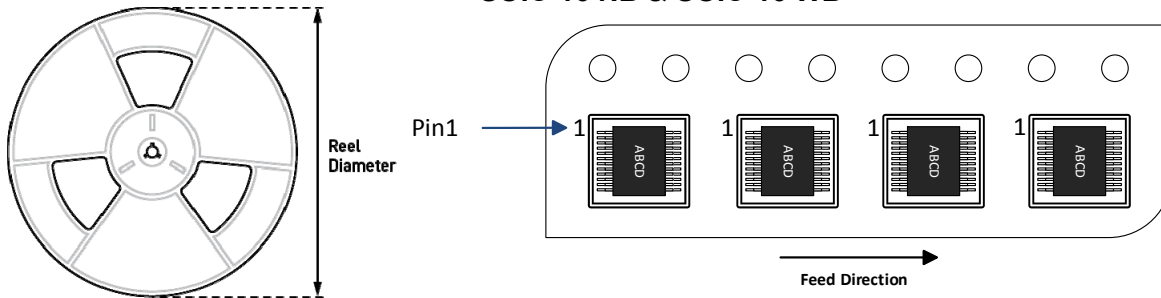 Reel
Diameter
Pin1
1
1
1
1
ABCD
ABCD
ABCD
ABCD
Feed Direction